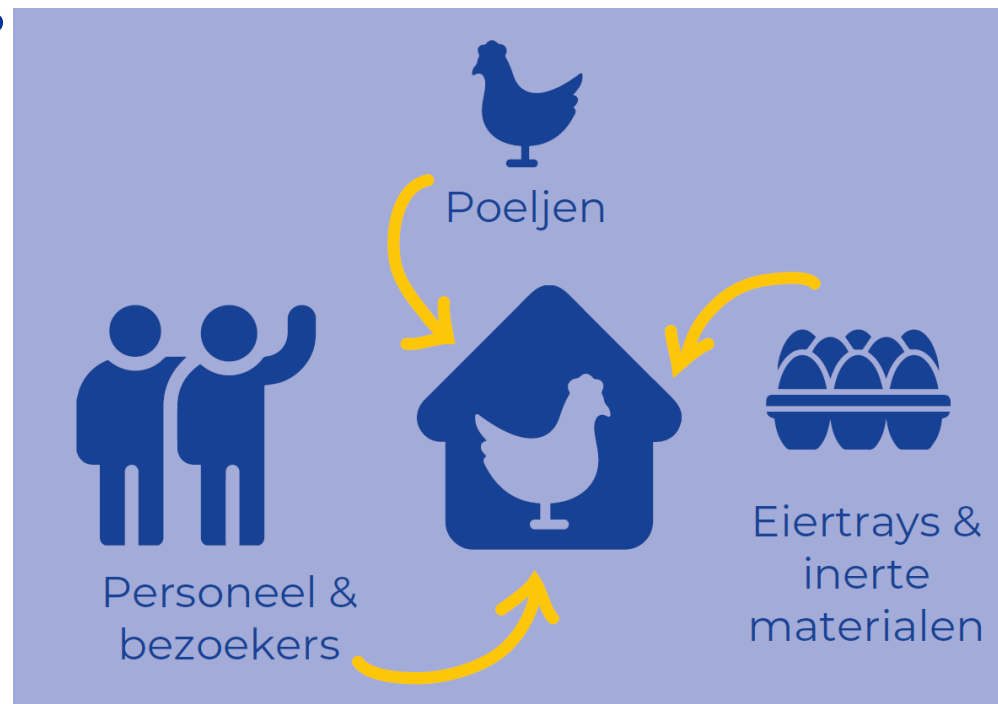 Poeljen
Personeel &
bezoekers
Eiertrays &
inerte
materialen